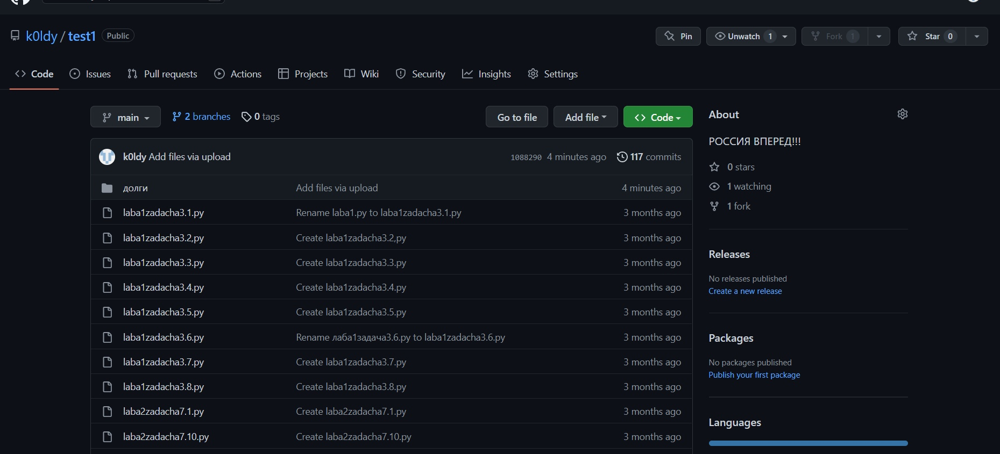 k0ldy / test1 Public
Pin Unwatch 1 Fork 1 Star 0
Code Issues Pull requests Actions Projects Wiki Security Insights Settings
main 2 branches 0 tags Go to file Add file Code
k0ldy Add files via upload 1088290 4 minutes ago 117 commits
долги Add files via upload 4 minutes ago
laba1zadacha3.1.py Rename laba1.py to laba1zadacha3.1.py 3 months ago
laba1zadacha3.2,py Create laba1zadacha3.2,py 3 months ago
laba1zadacha3.3.py Create laba1zadacha3.3.py 3 months ago
laba1zadacha3.4.py Create laba1zadacha3.4.py 3 months ago
laba1zadacha3.5.py Create laba1zadacha3.5.py 3 months ago
laba1zadacha3.6.py Rename лаба1задача3.6.py to laba1zadacha3.6.py 3 months ago
laba1zadacha3.7.py Create laba1zadacha3.7.py 3 months ago
laba1zadacha3.8.py Create laba1zadacha3.8.py 3 months ago
laba2zadacha7.1.py Create laba2zadacha7.1.py 3 months ago
laba2zadacha7.10.py Create laba2zadacha7.10.py 3 months ago
About
РОССИЯ ВПЕРЕД!!!
0 stars
1 watching
1 fork
Releases
No releases published
Create a new release
Packages
No packages published
Publish your first package
Languages